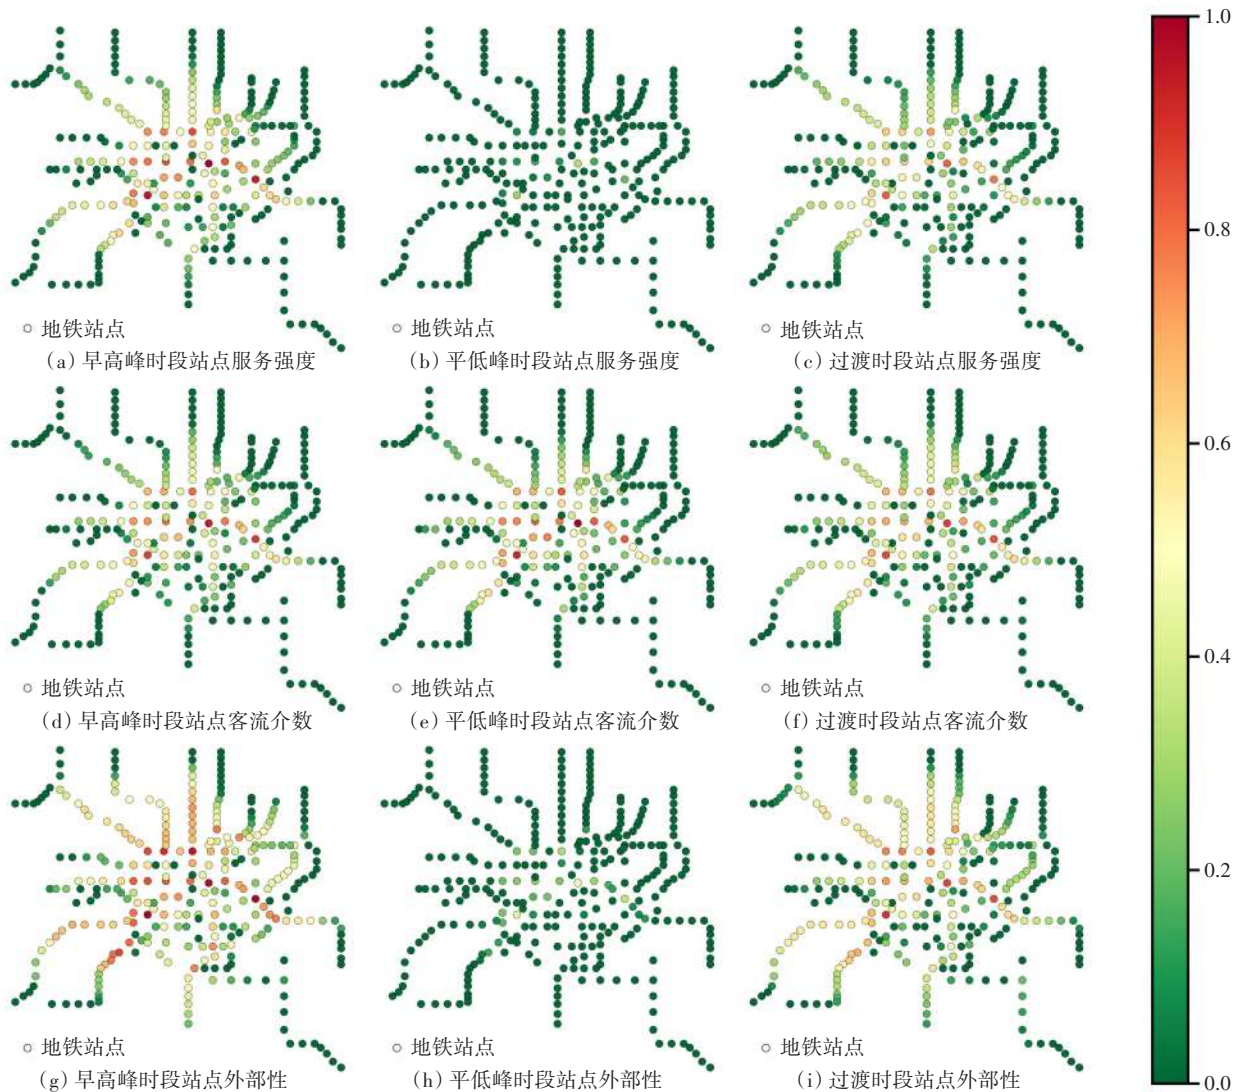 1.0
0.8
0.6
0.4
0.2
0.0
地铁站点
(a) 早高峰时段站点服务强度
地铁站点
(b) 平低峰时段站点服务强度
地铁站点
(c) 过渡时段站点服务强度
地铁站点
(d) 早高峰时段站点客流介数
地铁站点
(e) 平低峰时段站点客流介数
地铁站点
(f) 过渡时段站点客流介数
地铁站点
(g) 早高峰时段站点外部性
地铁站点
(h) 平低峰时段站点外部性
地铁站点
(i) 过渡时段站点外部性